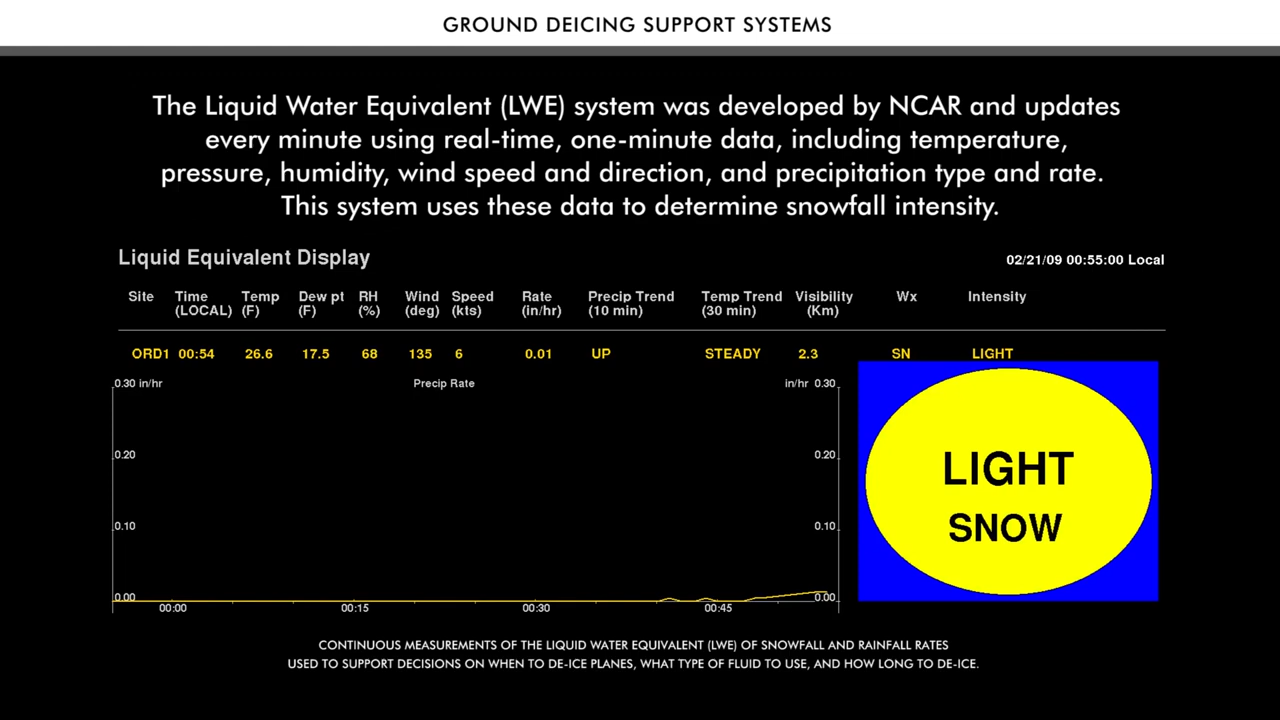 GROUND DEICING SUPPORT SYSTEMS
The Liquid Water Equivalent (LWE) system was developed by NCAR and updates
every minute using real-time, one-minute data, including temperature,
pressure, humidity, wind speed and direction, and precipitation type and rate.
This system uses these data to determine snowfall intensity.
Liquid Equivalent Display 02/21/09 00:55:00 Local
Site Time Temp Dew pt RH Wind Speed Rate Precip Trend Temp Trend Visibility Wx Intensity
(LOCAL) (F) (F) (%) (deg) (kts) (in/hr) (10 min) (30 min) (Km)
ORD1 00:54 26.6 17.5 68 135 6 0.01 UP STEADY 2.3 SN LIGHT
0.30 in/hr Precip Rate in/hr 0.30
0.20 0.20
LIGHT
0.10 0.10
SNOW
0.00 0.00
00:00 00:15 00:30 00:45
CONTINUOUS MEASUREMENTS OF THE LIQUID WATER EQUIVALENT (LWE) OF SNOWFALL AND RAINFALL RATES
USED TO SUPPORT DECISIONS ON WHEN TO DE-ICE PLANES, WHAT TYPE OF FLUID TO USE, AND HOW LONG TO DE-ICE.